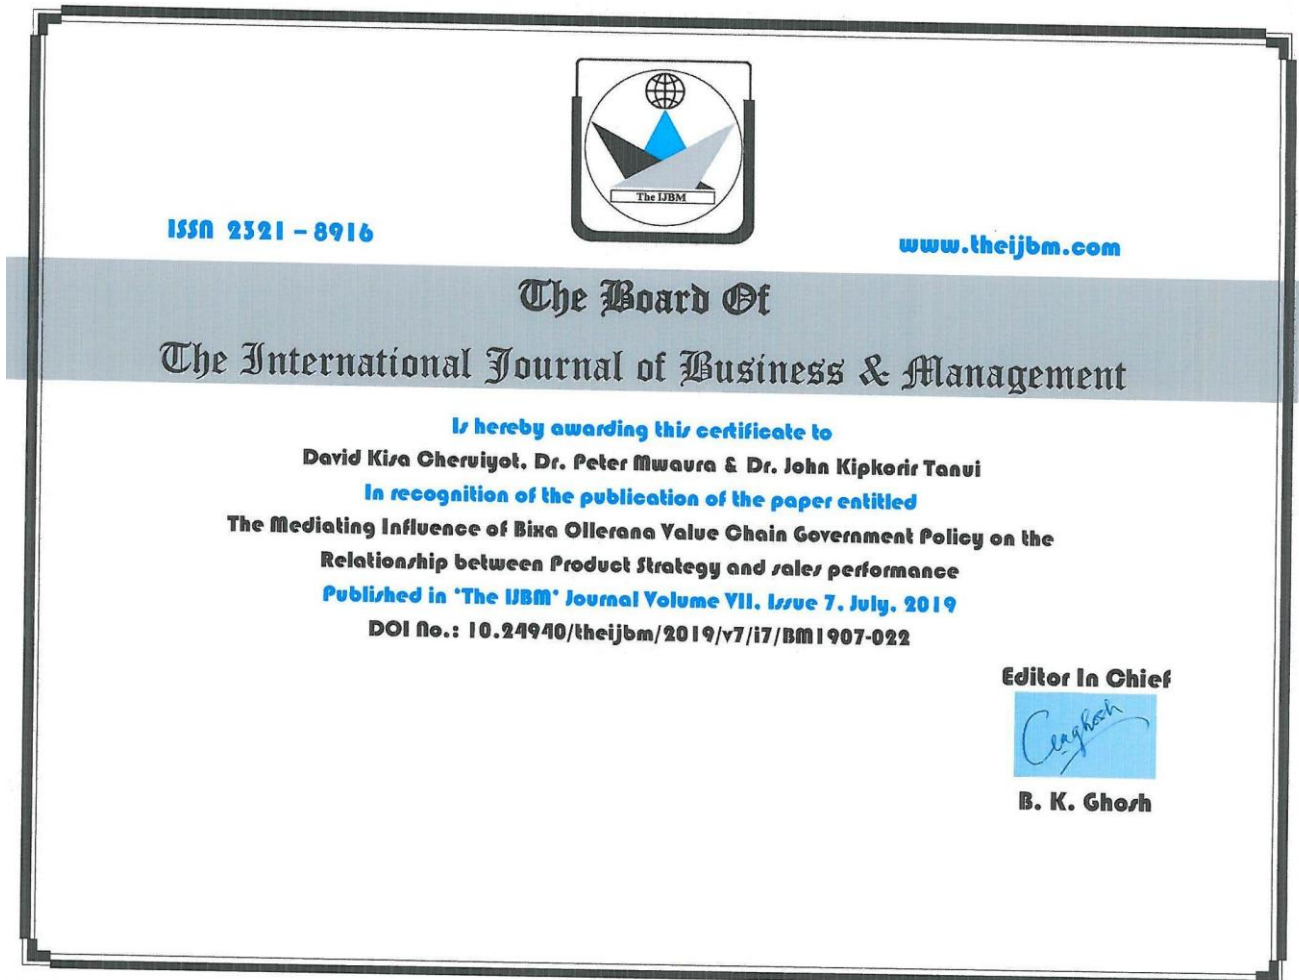 The IJBM
ISSN 2321 – 8916
www.theijbm.com
The Board Of
The International Journal of Business & Management
Is hereby awarding this certificate to
David Kisa Cheruiyot, Dr. Peter Mwaura & Dr. John Kipkorir Tanui
In recognition of the publication of the paper entitled
The Mediating Influence of Bixa Ollerana Value Chain Government Policy on the
Relationship between Product Strategy and sales performance
Published in 'The IJBM' Journal Volume VII, Issue 7, July, 2019
DOI No.: 10.24940/theijbm/2019/v7/i7/BM1907-022
Editor In Chief
B. K. Ghosh